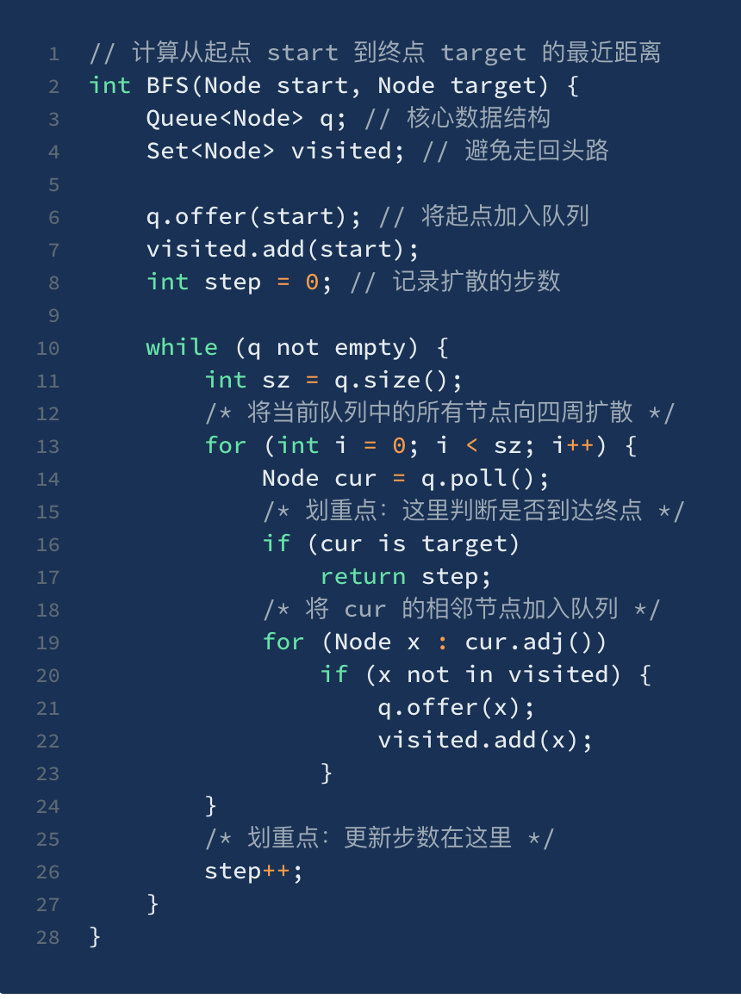 1 // 计算从起点 start 到终点 target 的最近距离
2 int BFS(Node start, Node target) {
3     Queue<Node> q; // 核心数据结构
4     Set<Node> visited; // 避免走回头路
5
6     q.offer(start); // 将起点加入队列
7     visited.add(start);
8     int step = 0; // 记录扩散的步数
9
10     while (q not empty) {
11         int sz = q.size();
12         /* 将当前队列中的所有节点向四周扩散 */
13         for (int i = 0; i < sz; i++) {
14             Node cur = q.poll();
15             /* 划重点：这里判断是否到达终点 */
16             if (cur is target)
17                 return step;
18             /* 将 cur 的相邻节点加入队列 */
19             for (Node x : cur.adj())
20                 if (x not in visited) {
21                     q.offer(x);
22                     visited.add(x);
23                 }
24         }
25         /* 划重点：更新步数在这里 */
26         step++;
27     }
28 }